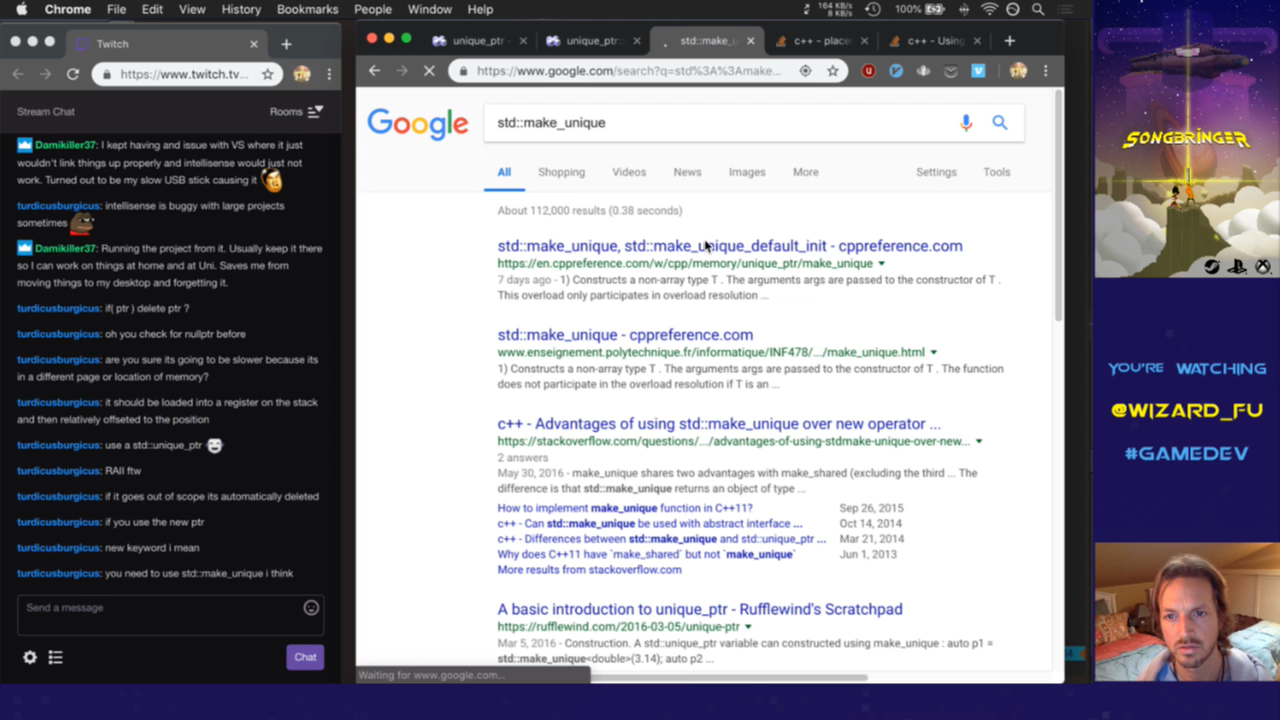 Chrome File Edit View History Bookmarks People Window Help
164 KB/s
8 KB/s
100%
Twitch
https://www.twitch.tv...
Stream Chat
Rooms
Damikiller37: I kept having and issue with VS where it just
wouldn't link things up properly and intellisense would just not
work. Turned out to be my slow USB stick causing it
turdicusburgicus: intellisense is buggy with large projects
sometimes
Damikiller37: Running the project from it. Usually keep it there
so I can work on things at home and at Uni. Saves me from
moving things to my desktop and forgetting it.
turdicusburgicus: if( ptr ) delete ptr ?
turdicusburgicus: oh you check for nullptr before
turdicusburgicus: are you sure its going to be slower because its
in a different page or location of memory?
turdicusburgicus: it should be loaded into a register on the stack
and then relatively offseted to the position
turdicusburgicus: use a std::unique_ptr
turdicusburgicus: RAII ftw
turdicusburgicus: if it goes out of scope its automatically deleted
turdicusburgicus: if you use the new ptr
turdicusburgicus: new keyword i mean
turdicusburgicus: you need to use std::make_unique i think
Send a message
Chat
unique_ptr -
unique_ptr:
std::make_u
c++ - place
c++ - Using
https://www.google.com/search?q=std%3A%3Amake...
Google
std::make_unique
All Shopping Videos News Images More Settings Tools
About 112,000 results (0.38 seconds)
std::make_unique, std::make_unique_default_init - cppreference.com
https://en.cppreference.com/w/cpp/memory/unique_ptr/make_unique
7 days ago - 1) Constructs a non-array type T . The arguments args are passed to the constructor of T .
This overload only participates in overload resolution ...
std::make_unique - cppreference.com
www.enseignement.polytechnique.fr/informatique/INF478/.../make_unique.html
1) Constructs a non-array type T . The arguments args are passed to the constructor of T . The function
does not participate in the overload resolution if T is an ...
c++ - Advantages of using std::make_unique over new operator ...
https://stackoverflow.com/questions/.../advantages-of-using-stdmake-unique-over-new...
2 answers
May 30, 2016 - make_unique shares two advantages with make_shared (excluding the third ... The
difference is that std::make_unique returns an object of type ...
How to implement make_unique function in C++11? Sep 26, 2015
c++ - Can std::make_unique be used with abstract interface ... Oct 14, 2014
c++ - Differences between std::make_unique and std::unique_ptr ... Mar 21, 2014
Why does C++11 have `make_shared` but not `make_unique` Jun 1, 2013
More results from stackoverflow.com
A basic introduction to unique_ptr - Rufflewind's Scratchpad
https://rufflewind.com/2016-03-05/unique-ptr
Mar 5, 2016 - Construction. A std::unique_ptr variable can constructed using make_unique : auto p1 =
std::make_unique<double>(3.14); auto p2 ...
Waiting for www.google.com...
SONGBRINGER
YOU'RE WATCHING
@WIZARD_FU
#GAMEDEV